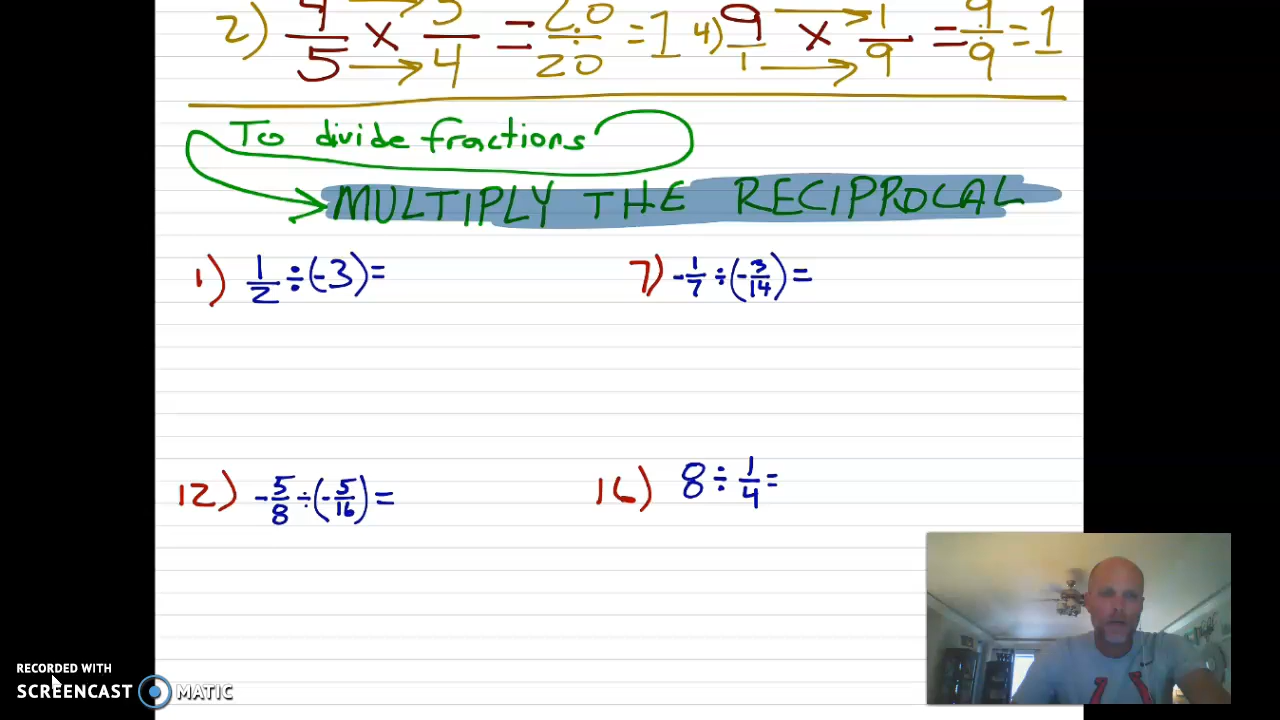 2) 4/5 x 5/4 = 20/20 = 1 4) 9/1 x 1/9 = 9/9 = 1
To divide fractions
MULTIPLY THE RECIPROCAL
1) 1/2 ÷ (-3) = 7) -1/7 ÷ (-3/14) =
12) -5/8 ÷ (-5/16) = 16) 8 ÷ 1/4 =
RECORDED WITH
SCREENCAST MATIC